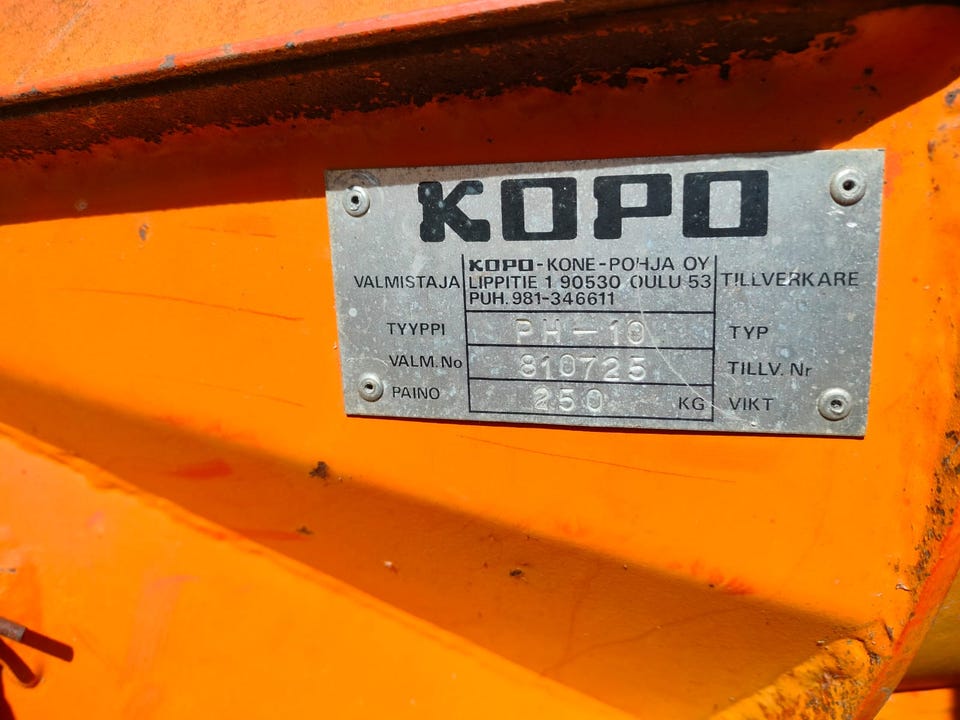 KOPO
VALMISTAJA KOPO-KONE-POHJA OY TILLVERKARE
LIPPITIE 1 90530 OULU 53
PUH. 981-346611
TYYPPI PH-10 TYP
VALM.No 810725 TILLV. Nr
PAINO 250 KG VIKT